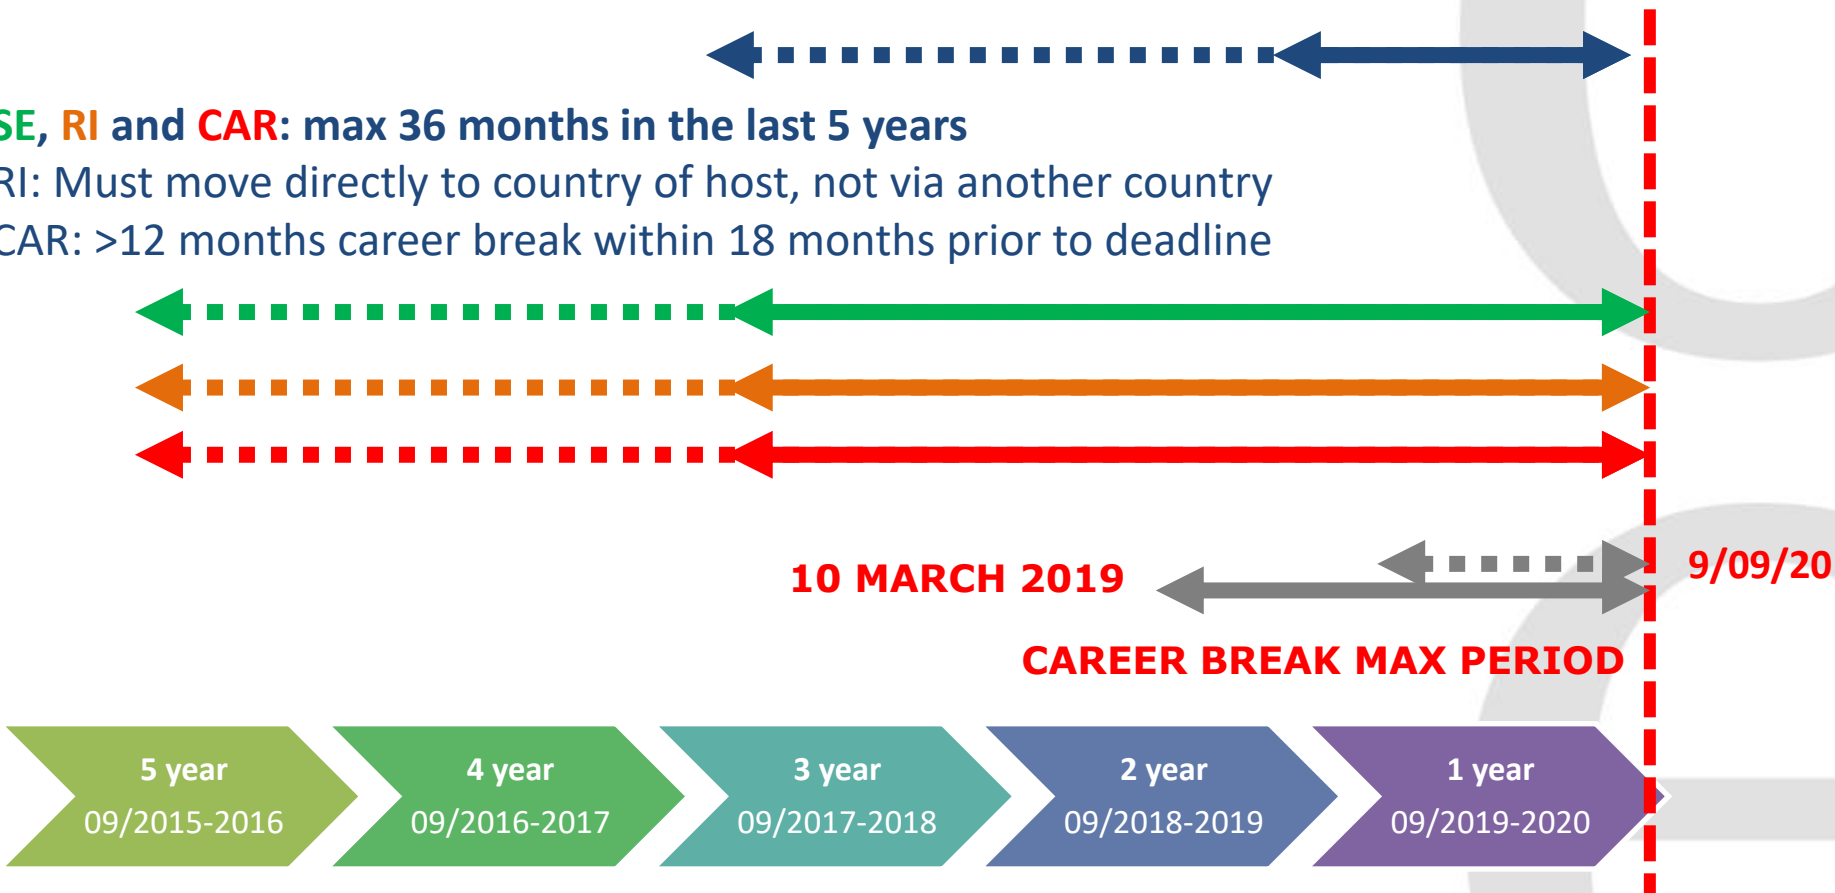 SE, RI and CAR: max 36 months in the last 5 years
RI: Must move directly to country of host, not via another country
CAR: >12 months career break within 18 months prior to deadline
10 MARCH 2019
9/09/20
CAREER BREAK MAX PERIOD
5 year
09/2015-2016
4 year
09/2016-2017
3 year
09/2017-2018
2 year
09/2018-2019
1 year
09/2019-2020